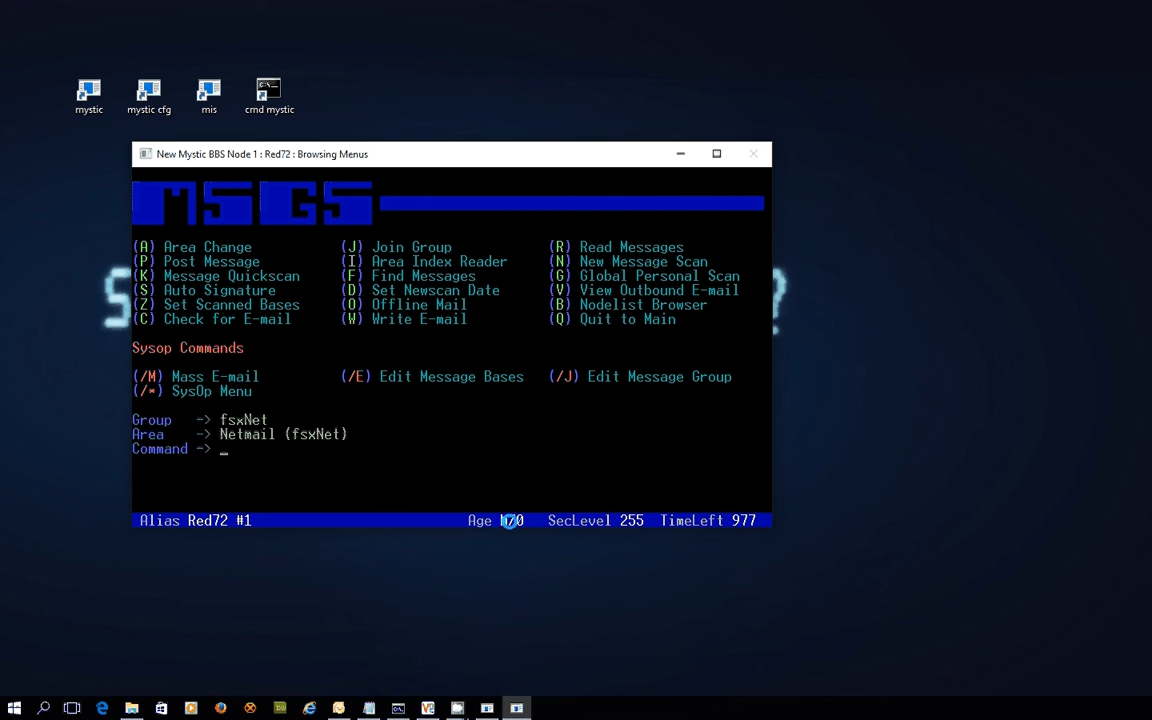 mystic
mystic cfg
mis
cmd mystic
New Mystic BBS Node 1 : Red72 : Browsing Menus
MSGS
(A) Area Change (J) Join Group (R) Read Messages
(P) Post Message (I) Area Index Reader (N) New Message Scan
(K) Message Quickscan (F) Find Messages (G) Global Personal Scan
(S) Auto Signature (D) Set Newscan Date (V) View Outbound E-mail
(Z) Set Scanned Bases (O) Offline Mail (B) Nodelist Browser
(C) Check for E-mail (W) Write E-mail (Q) Quit to Main
Sysop Commands
(/M) Mass E-mail (/E) Edit Message Bases (/J) Edit Message Group
(/*) SysOp Menu
Group -> fsxNet
Area -> Netmail (fsxNet)
Command -> _
Alias Red72 #1 Age SecLevel 255 TimeLeft 977